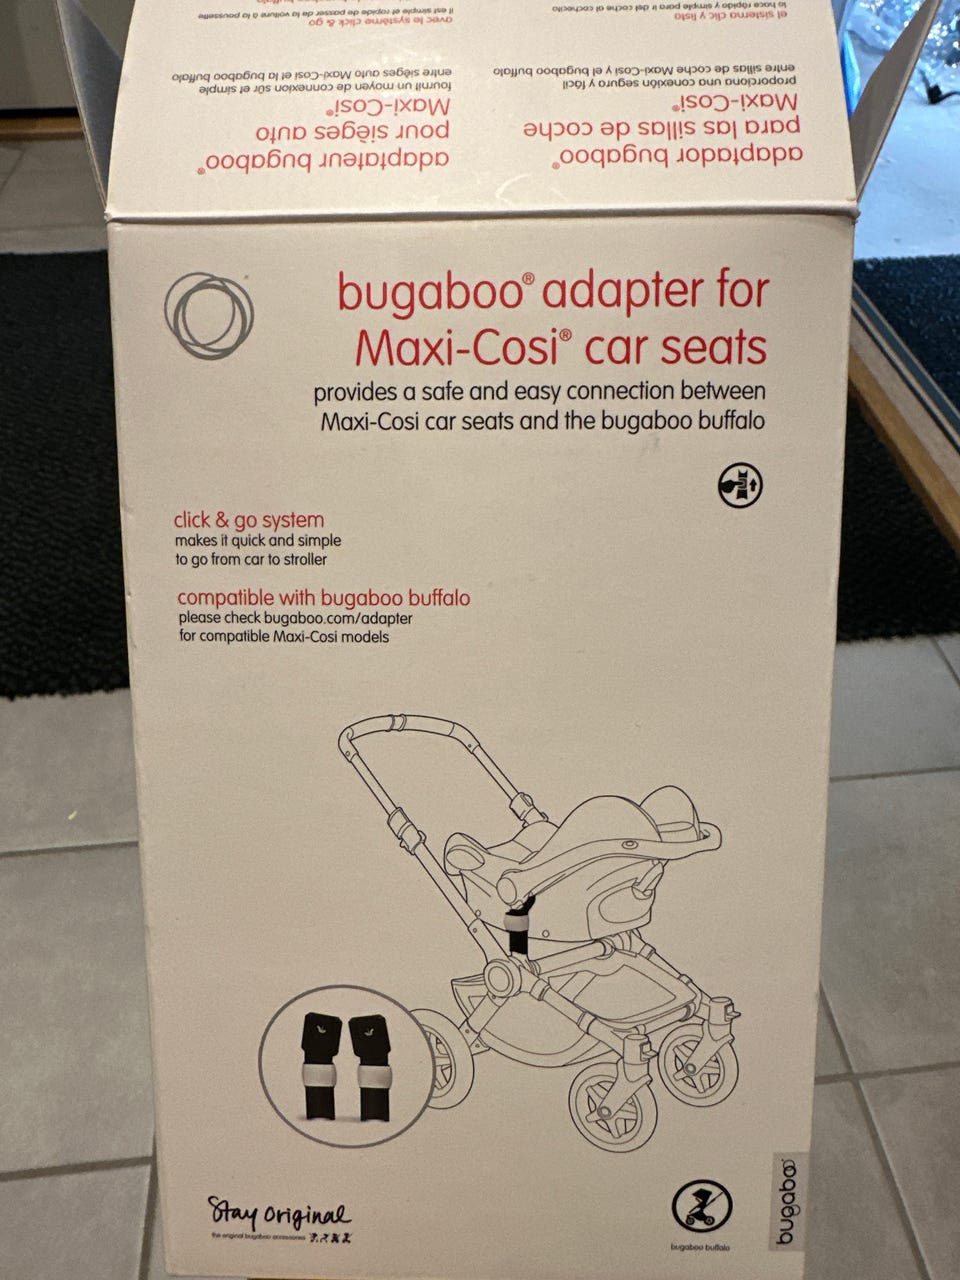 avec le système click & go
il est simple et rapide de passer de la voiture à la poussette
el sistema clic y listo
lo hace rápido y simple para ir del coche al cochecito
adaptateur bugaboo®
pour sièges auto
Maxi-Cosi®
fournit un moyen de connexion sûr et simple
entre sièges auto Maxi-Cosi et la bugaboo buffalo
adaptador bugaboo®
para las sillas de coche
Maxi-Cosi®
proporciona una conexión segura y fácil
entre sillas de coche Maxi-Cosi y el bugaboo buffalo
bugaboo® adapter for
Maxi-Cosi® car seats
provides a safe and easy connection between
Maxi-Cosi car seats and the bugaboo buffalo
click & go system
makes it quick and simple
to go from car to stroller
compatible with bugaboo buffalo
please check bugaboo.com/adapter
for compatible Maxi-Cosi models
Stay original
the original bugaboo accessories
bugaboo buffalo
bugaboo